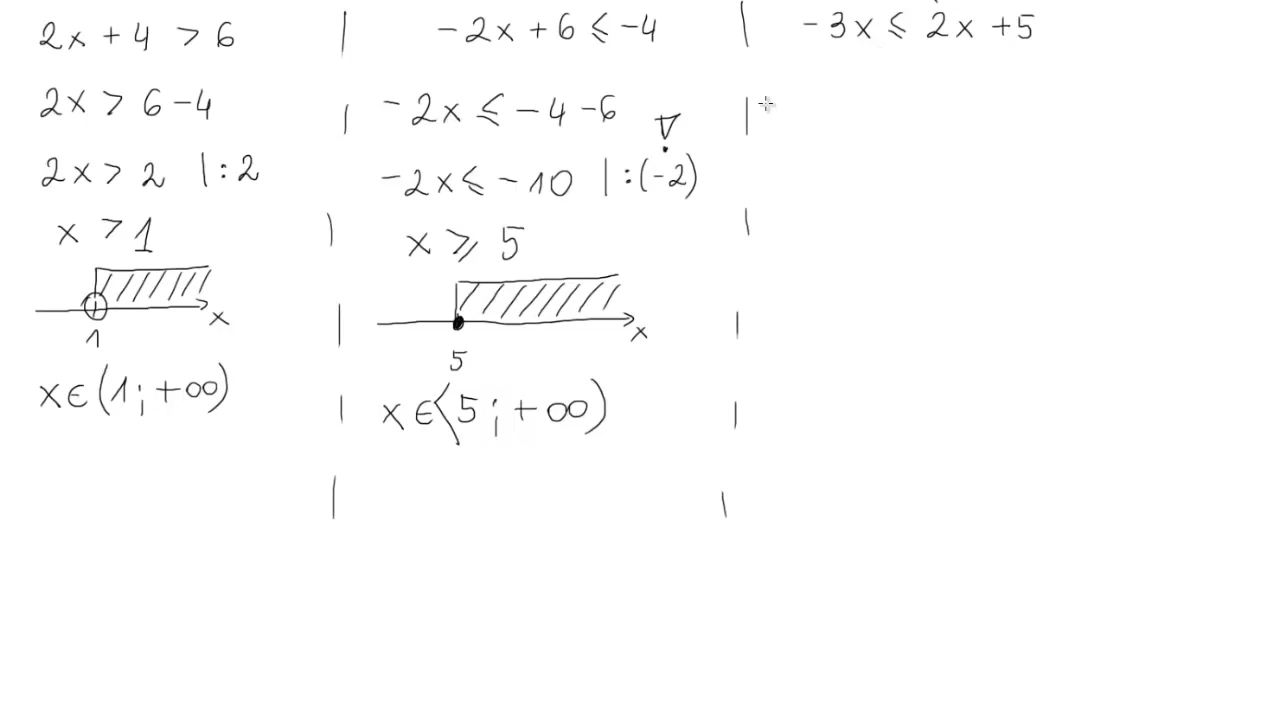 2x + 4 > 6
2x > 6 - 4
2x > 2 | : 2
x > 1
x
1
x ∈ (1; +∞)
-2x + 6 ⩽ -4
-2x ⩽ -4 - 6
-2x ⩽ -10 | : (-2)
x ⩾ 5
x
5
x ∈ ⟨5; +∞)
-3x ⩽ 2x + 5